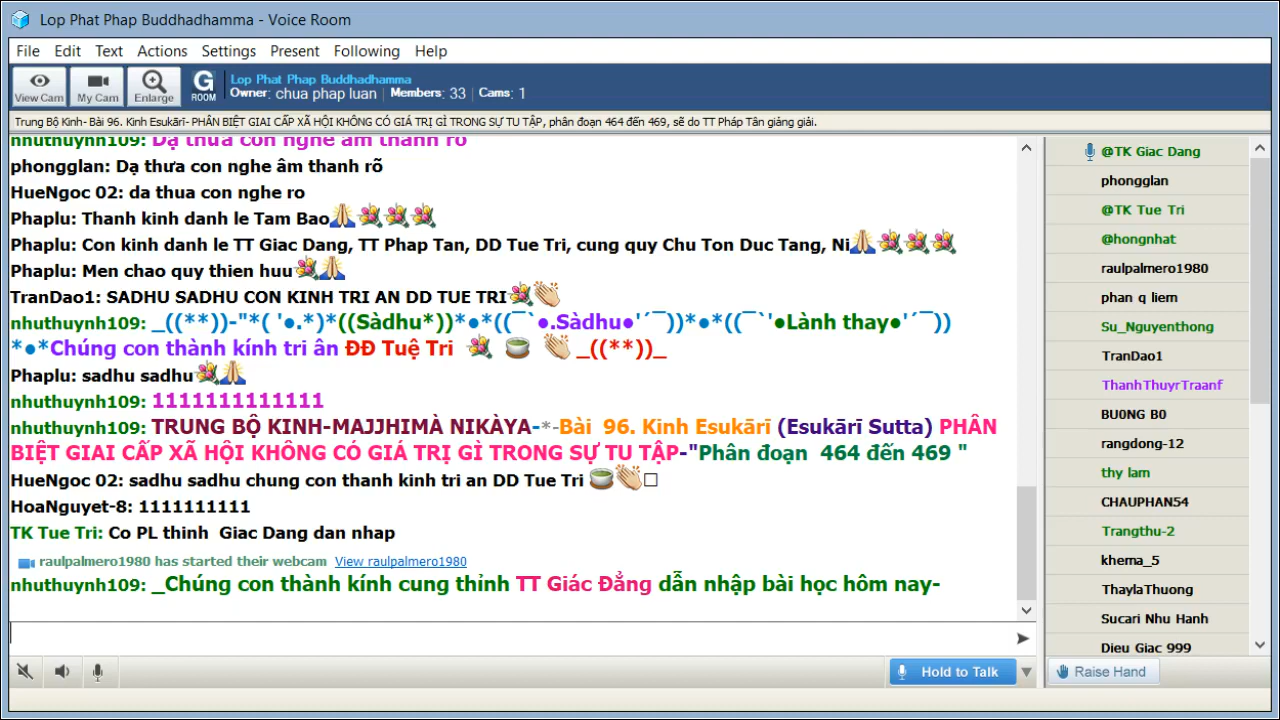 Lop Phat Phap Buddhadhamma - Voice Room
File Edit Text Actions Settings Present Following Help
View Cam My Cam Enlarge G ROOM
Lop Phat Phap Buddhadhamma
Owner: chua phap luan Members: 33 Cams: 1
Trung Bộ Kinh- Bài 96. Kinh Esukārī- PHÂN BIỆT GIAI CẤP XÃ HỘI KHÔNG CÓ GIÁ TRỊ GÌ TRONG SỰ TU TẬP, phân đoạn 464 đến 469, sẽ do TT Pháp Tân giảng giải.
nhuthuynh109: Dạ thưa con nghe âm thanh rõ
phongglan: Dạ thưa con nghe âm thanh rõ
HueNgoc 02: da thua con nghe ro
Phaplu: Thanh kinh danh le Tam Bao
Phaplu: Con kinh danh le TT Giac Dang, TT Phap Tan, DD Tue Tri, cung quy Chu Ton Duc Tang, Ni
Phaplu: Men chao quy thien huu
TranDao1: SADHU SADHU CON KINH TRI AN DD TUE TRI
nhuthuynh109: _((**))-"*( '●.*)*((Sàdhu*))*●*((¯`●.Sàdhu●'´¯))*●*((¯`'●Lành thay●'´¯))
*●*Chúng con thành kính tri ân ĐĐ Tuệ Tri _((**))_
Phaplu: sadhu sadhu
nhuthuynh109: 1111111111111
nhuthuynh109: TRUNG BỘ KINH-MAJJHIMÀ NIKÀYA-*-Bài 96. Kinh Esukārī (Esukārī Sutta) PHÂN
BIỆT GIAI CẤP XÃ HỘI KHÔNG CÓ GIÁ TRỊ GÌ TRONG SỰ TU TẬP-"Phân đoạn 464 đến 469 "
HueNgoc 02: sadhu sadhu chung con thanh kinh tri an DD Tue Tri
HoaNguyet-8: 1111111111
TK Tue Tri: Co PL thinh Giac Dang dan nhap
raulpalmero1980 has started their webcam View raulpalmero1980
nhuthuynh109: _Chúng con thành kính cung thỉnh TT Giác Đẳng dẫn nhập bài học hôm nay-
Hold to Talk
@TK Giac Dang
phongglan
@TK Tue Tri
@hongnhat
raulpalmero1980
phan q liem
Su_Nguyenthong
TranDao1
ThanhThuyrTraanf
BU0NG B0
rangdong-12
thy lam
CHAUPHAN54
Trangthu-2
khema_5
ThaylaThuong
Sucari Nhu Hanh
Dieu Giac 999
Raise Hand